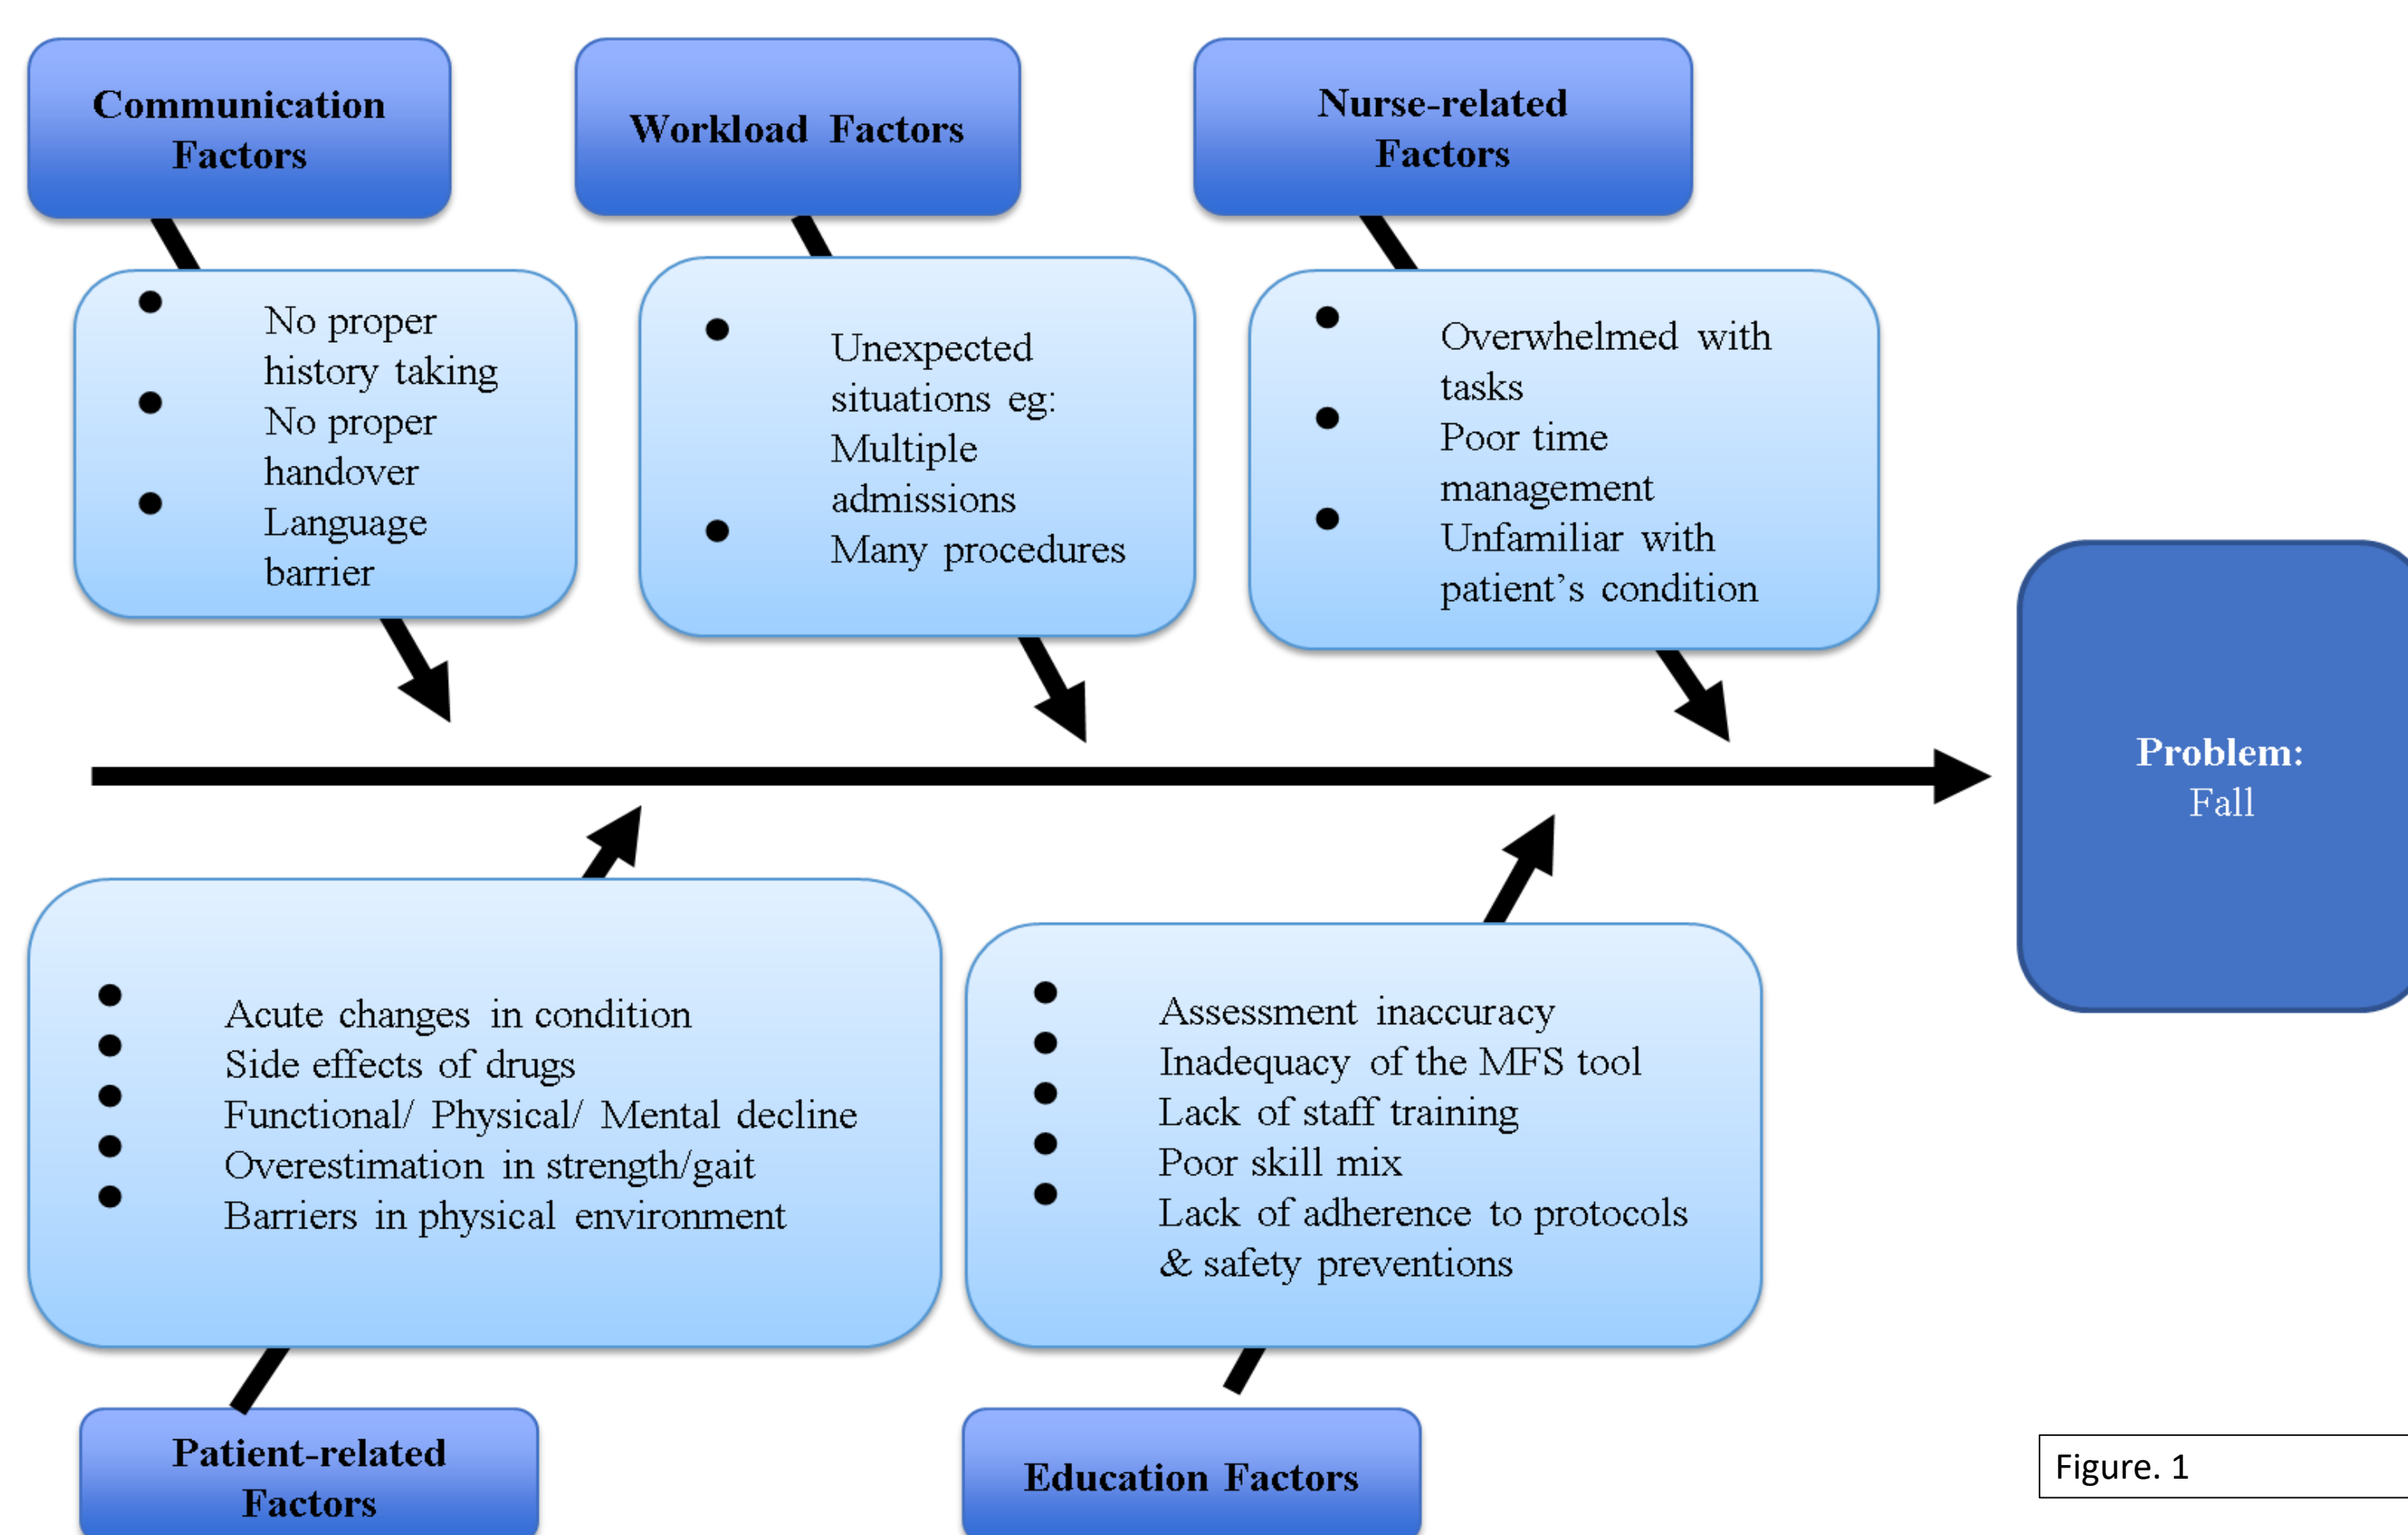 Communication
Factors
Workload Factors
Nurse-related
Factors
No proper
history taking
No proper
handover
Language
barrier
Unexpected
situations eg:
Multiple
admissions
Many procedures
Overwhelmed with
tasks
Poor time
management
Unfamiliar with
patient’s condition
Problem:
Fall
Acute changes in condition
Side effects of drugs
Functional/ Physical/ Mental decline
Overestimation in strength/gait
Barriers in physical environment
Assessment inaccuracy
Inadequacy of the MFS tool
Lack of staff training
Poor skill mix
Lack of adherence to protocols
& safety preventions
Patient-related
Factors
Education Factors
Figure. 1